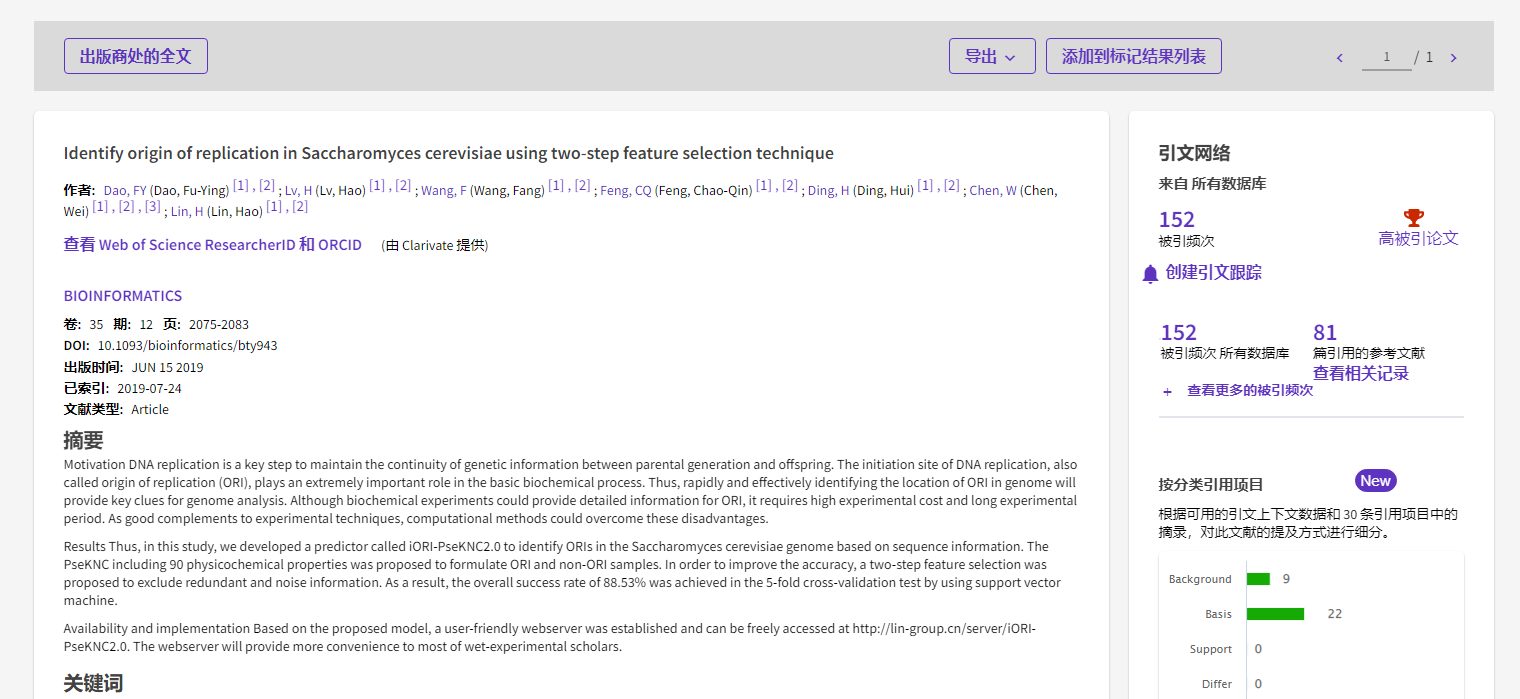 出版商处的全文
导出
添加到标记结果列表
1 / 1
Identify origin of replication in Saccharomyces cerevisiae using two-step feature selection technique
作者: Dao, FY (Dao, Fu-Ying) [1] , [2] ; Lv, H (Lv, Hao) [1] , [2] ; Wang, F (Wang, Fang) [1] , [2] ; Feng, CQ (Feng, Chao-Qin) [1] , [2] ; Ding, H (Ding, Hui) [1] , [2] ; Chen, W (Chen,
Wei) [1] , [2] , [3] ; Lin, H (Lin, Hao) [1] , [2]
查看 Web of Science ResearcherID 和 ORCID (由 Clarivate 提供)
BIOINFORMATICS
卷: 35 期: 12 页: 2075-2083
DOI: 10.1093/bioinformatics/bty943
出版时间: JUN 15 2019
已索引: 2019-07-24
文献类型: Article
摘要
Motivation DNA replication is a key step to maintain the continuity of genetic information between parental generation and offspring. The initiation site of DNA replication, also
called origin of replication (ORI), plays an extremely important role in the basic biochemical process. Thus, rapidly and effectively identifying the location of ORI in genome will
provide key clues for genome analysis. Although biochemical experiments could provide detailed information for ORI, it requires high experimental cost and long experimental
period. As good complements to experimental techniques, computational methods could overcome these disadvantages.
Results Thus, in this study, we developed a predictor called iORI-PseKNC2.0 to identify ORIs in the Saccharomyces cerevisiae genome based on sequence information. The
PseKNC including 90 physicochemical properties was proposed to formulate ORI and non-ORI samples. In order to improve the accuracy, a two-step feature selection was
proposed to exclude redundant and noise information. As a result, the overall success rate of 88.53% was achieved in the 5-fold cross-validation test by using support vector
machine.
Availability and implementation Based on the proposed model, a user-friendly webserver was established and can be freely accessed at http://lin-group.cn/server/iORI-
PseKNC2.0. The webserver will provide more convenience to most of wet-experimental scholars.
关键词
引文网络
来自 所有数据库
152
被引频次
高被引论文
创建引文跟踪
152
被引频次 所有数据库
81
篇引用的参考文献
查看相关记录
+ 查看更多的被引频次
按分类引用项目 New
根据可用的引文上下文数据和 30 条引用项目中的
摘录，对此文献的提及方式进行细分。
Background 9
Basis 22
Support 0
Differ 0